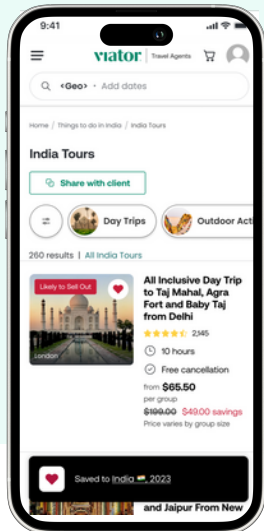 9:41
viator Travel Agents
<Geo> • Add dates
Home / Things to do in India / India Tours
India Tours
Share with client
Day Trips
Outdoor Acti
260 results | All India Tours
Likely to Sell Out
London
All Inclusive Day Trip
to Taj Mahal, Agra
Fort and Baby Taj
from Delhi
2,145
10 hours
Free cancellation
from $65.50
per group
$199.00 $49.00 savings
Price varies by group size
Saved to India 🇮🇳, 2023
and Jaipur From New